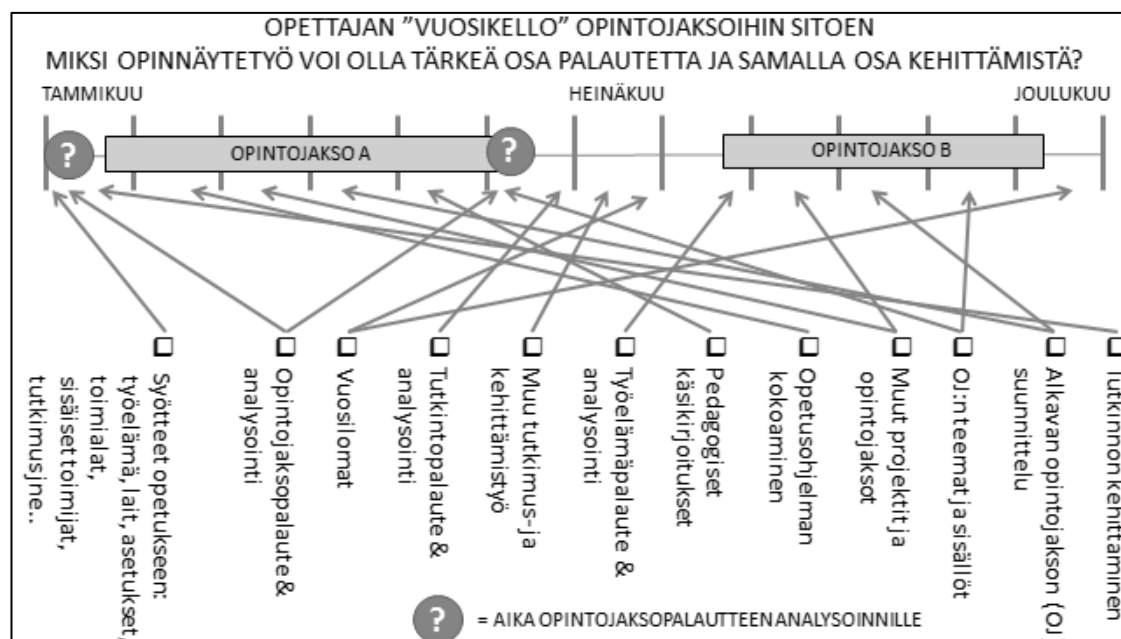 OPETTAJAN ”VUOSIKELLO” OPINTOJAKSOIHIN SITOEN
MIKSI OPINNÄYTETYÖ VOI OLLA TÄRKEÄ OSA PALAUTETTA JA SAMALLA OSA KEHITTÄMISTÄ?
TAMMIKUU
HEINÄKUU
JOULUKUU
?
OPINTOJAKSO A
?
OPINTOJAKSO B
Syötteet opetukseen:
työelämä, lait, asetukset,
toimialat,
sisäiset toimijat,
tutkimus jne..
Opintojaksopalaute &
analysointi
Vuosilomat
Tutkintopalaute &
analysointi
Muu tutkimus- ja
kehittämistyö
Työelämäpalaute &
analysointi
Pedagogiset
käsikirjoitukset
Opetusohjelman
kokoaminen
Muut projektit ja
opintojaksot
OJ:n teemat ja sisällöt
Alkavan opintojakson (OJ
suunnittelu
Tutkinnon kehittäminen
? = AIKA OPINTOJAKSOPALAUTTEEN ANALYSOINNILLE